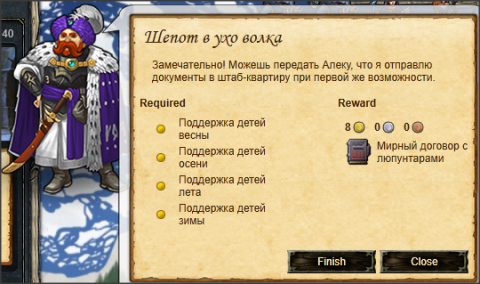 40
Шепот в ухо волка
Замечательно! Можешь передать Алеку, что я отправлю
документы в штаб-квартиру при первой же возможности.
Required
Поддержка детей
весны
Поддержка детей
осени
Поддержка детей
лета
Поддержка детей
зимы
Reward
8 0 0
Мирный договор с
люпунтарами
Finish
Close